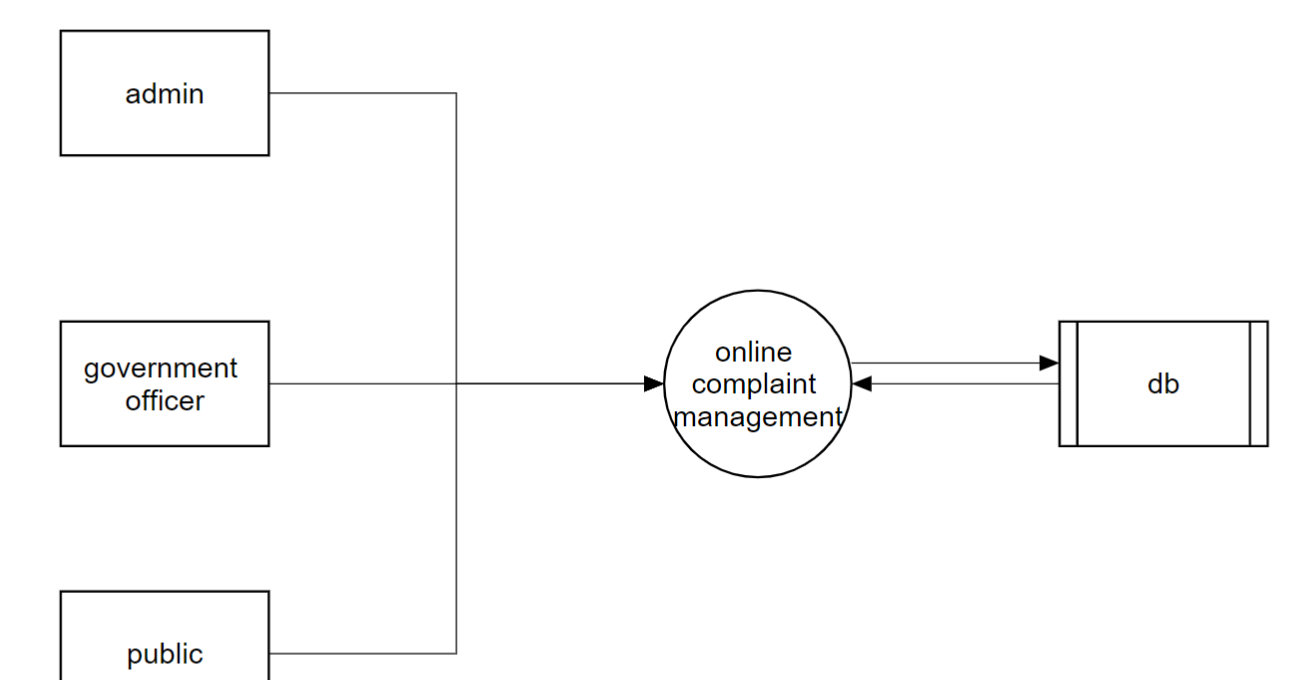 admin
government
officer
online
complaint
management
db
public